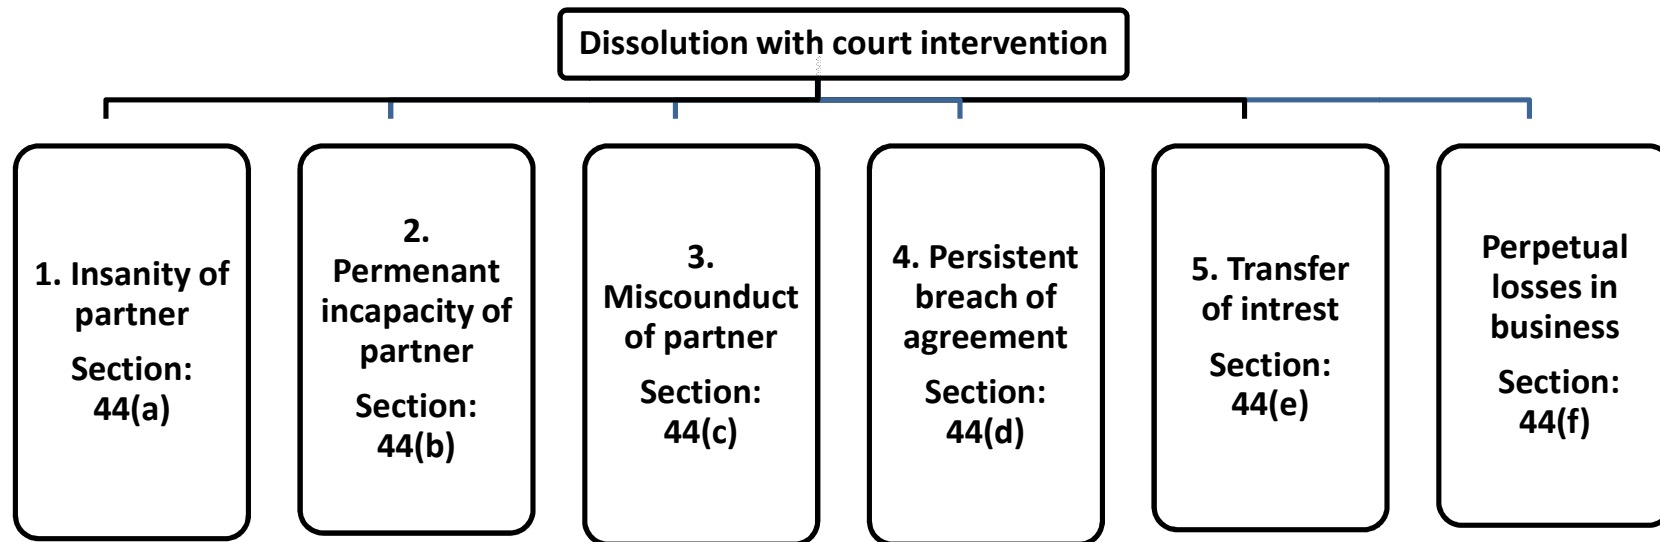 Dissolution with court intervention
1. Insanity of
partner
Section:
44(a)
2.
Permenant
incapacity of
partner
Section:
44(b)
3.
Miscounduct
of partner
Section:
44(c)
4. Persistent
breach of
agreement
Section:
44(d)
5. Transfer
of intrest
Section:
44(e)
Perpetual
losses in
business
Section:
44(f)